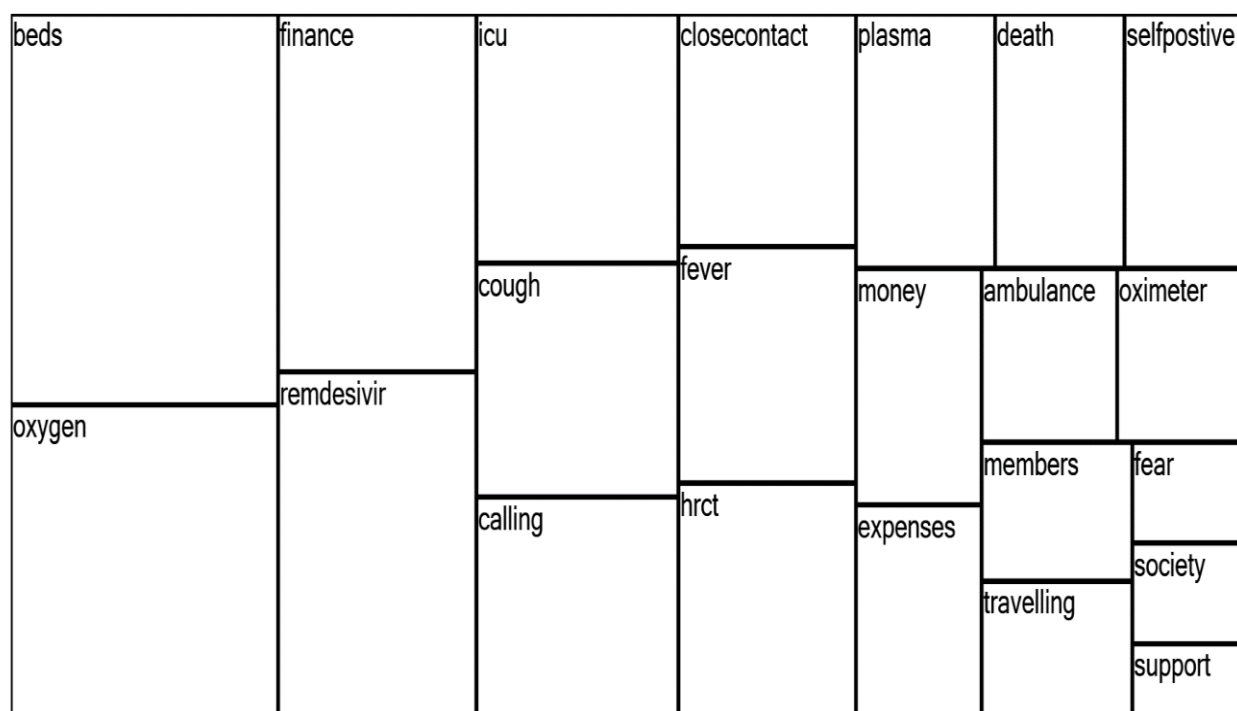 beds
finance
icu
closecontact
plasma
death
selfpostive
cough
fever
money
ambulance
oximeter
remdesivir
oxygen
members
fear
calling
hrct
expenses
society
travelling
support